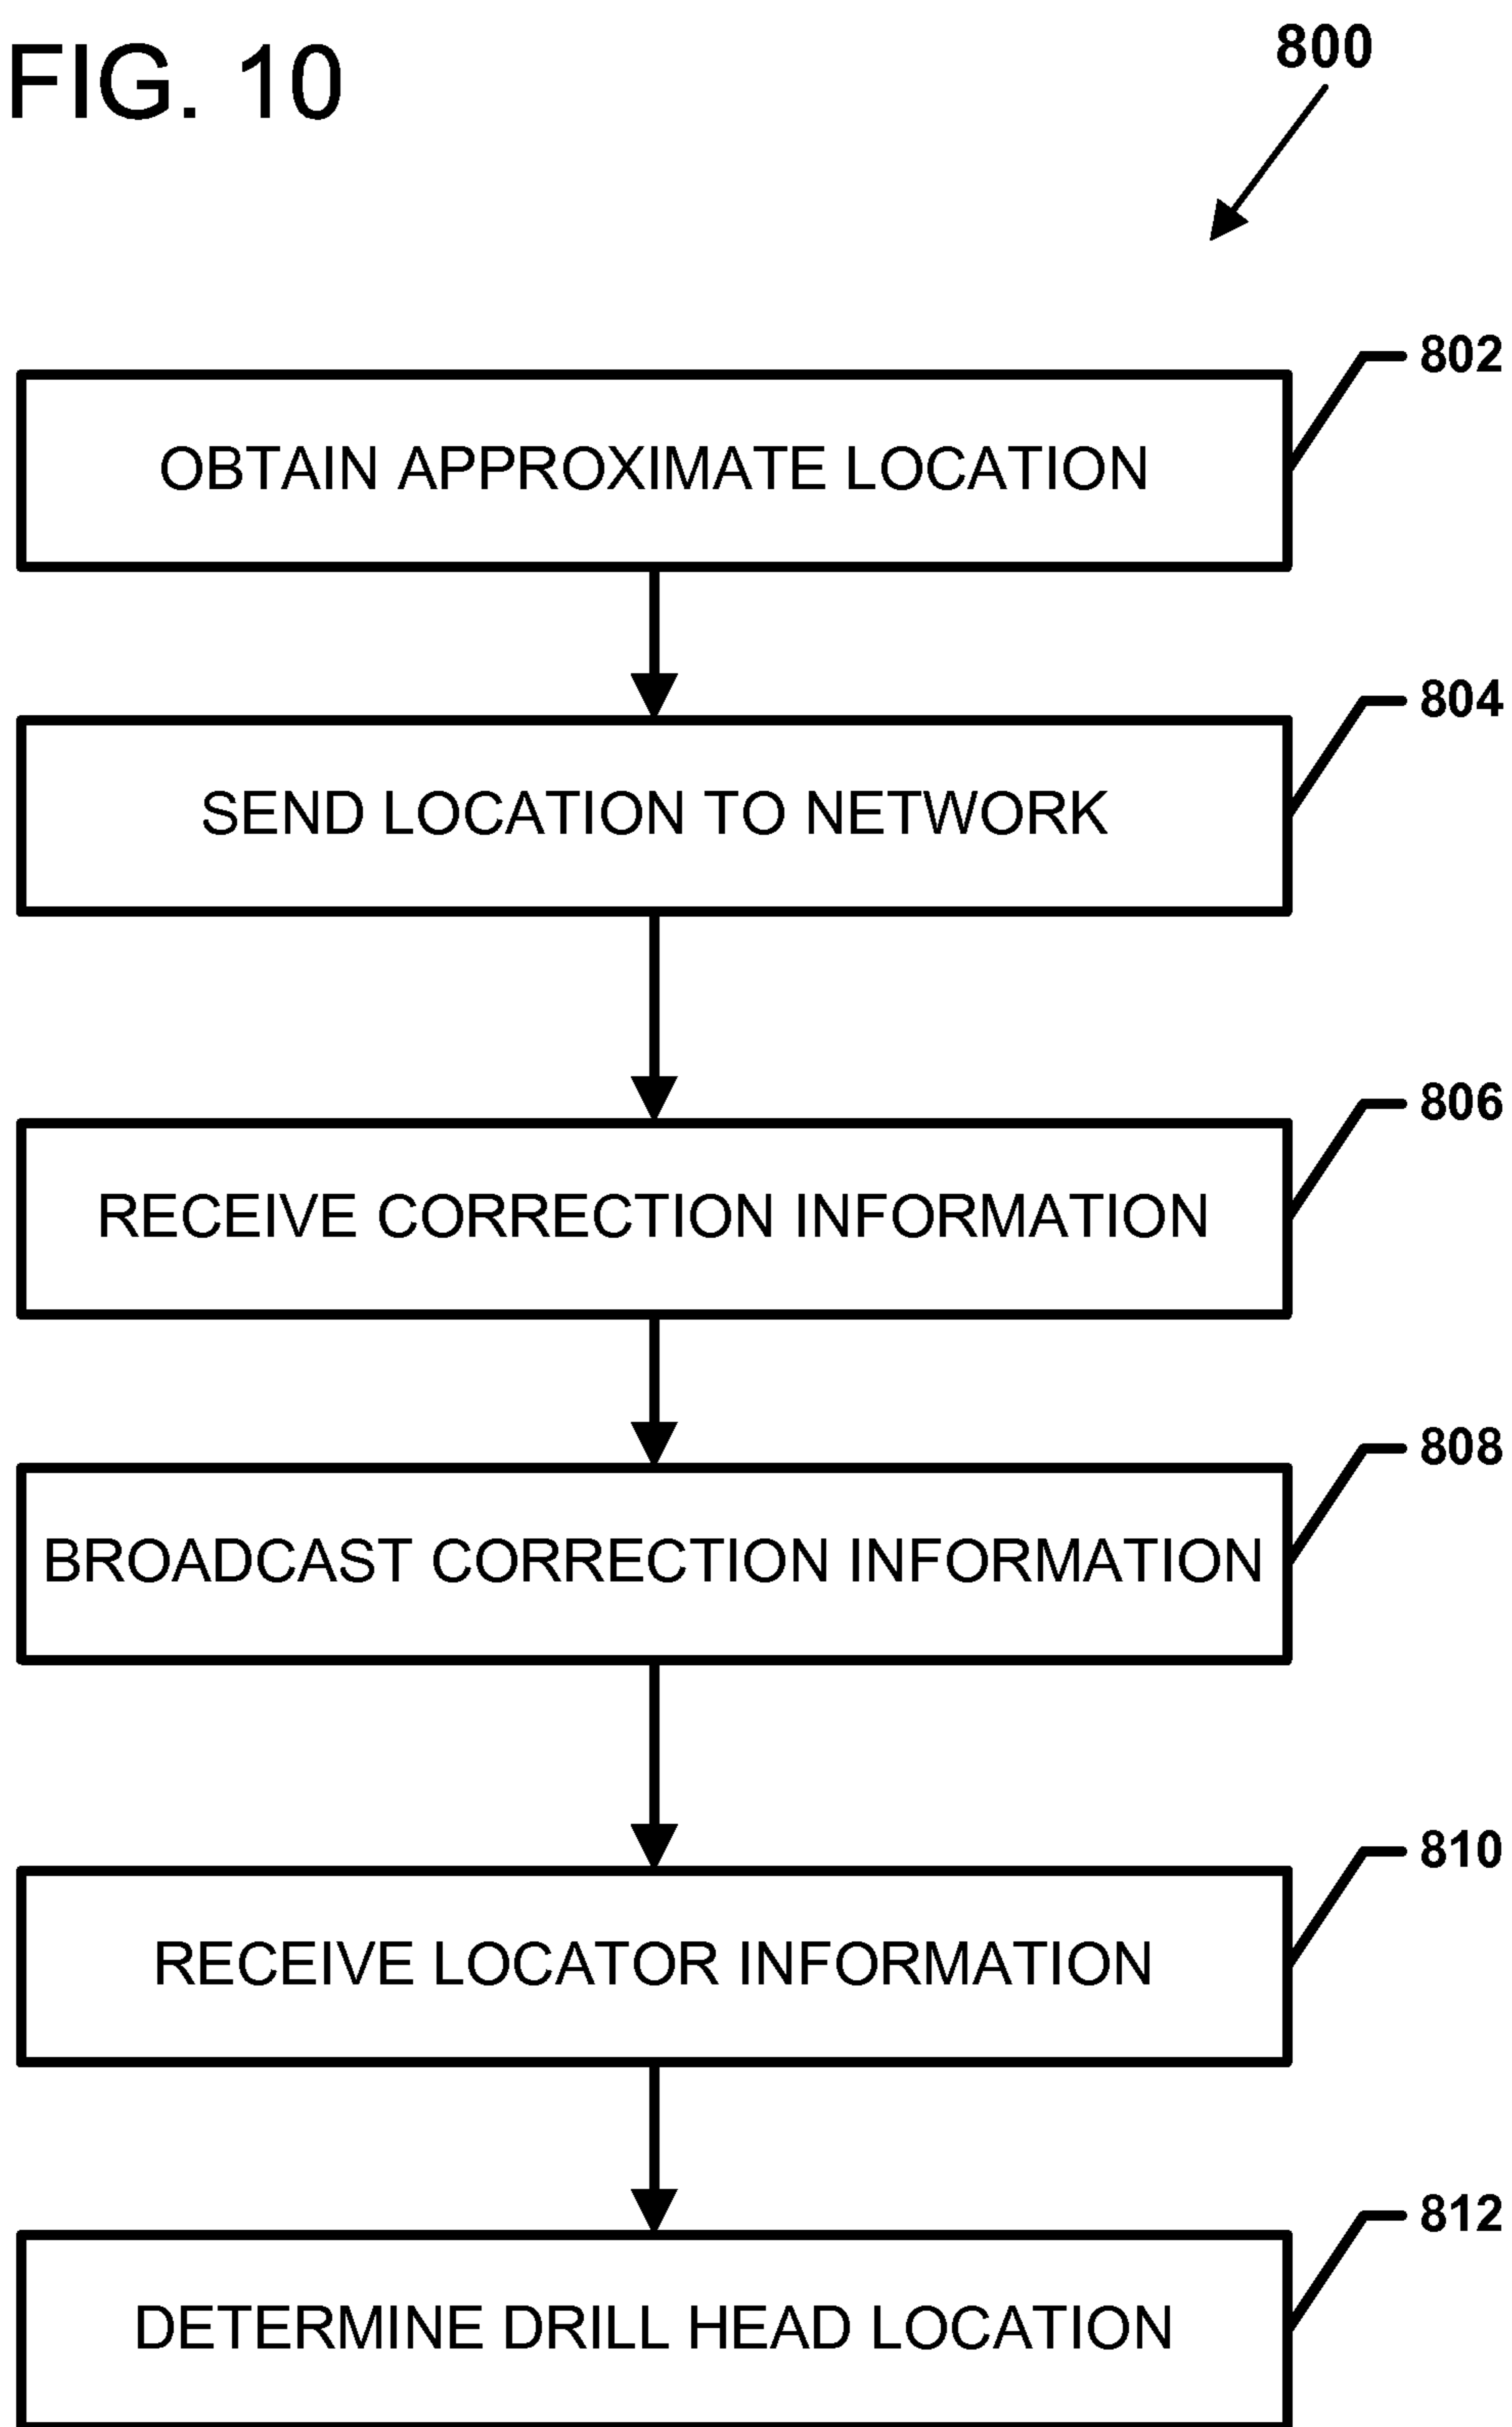 FIG. 10
800
802
OBTAIN APPROXIMATE LOCATION
804
SEND LOCATION TO NETWORK
806
RECEIVE CORRECTION INFORMATION
808
BROADCAST CORRECTION INFORMATION
810
RECEIVE LOCATOR INFORMATION
812
DETERMINE DRILL HEAD LOCATION